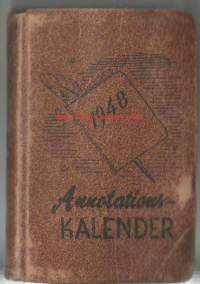 1948
Annotations-
KALENDER